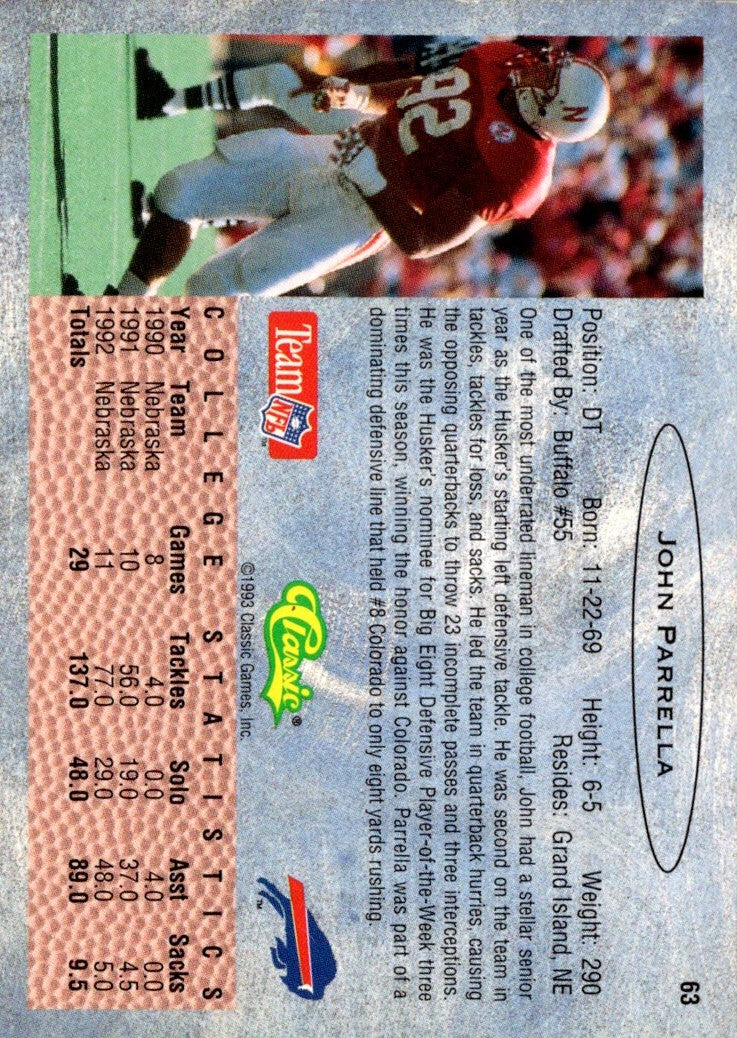 63
JOHN PARRELLA
Position: DT Born: 11-22-69 Height: 6-5 Weight: 290
Drafted By: Buffalo #55 Resides: Grand Island, NE
One of the most underrated lineman in college football, John had a stellar senior
year as the Husker's starting left defensive tackle. He was second on the team in
tackles, tackles for loss, and sacks. He led the team in quarterback hurries, causing
the opposing quarterbacks to throw 23 incomplete passes and three interceptions.
He was the Husker's nominee for Big Eight Defensive Player-of-the-Week three
times this season, winning the honor against Colorado. Parrella was part of a
dominating defensive line that held #8 Colorado to only eight yards rushing.
Team NFL ™
Classic ®
™
©1993 Classic Games, Inc.
COLLEGE STATISTICS
Year Team Games Tackles Solo Asst Sacks
1990 Nebraska 8 4.0 0.0 4.0 0.0
1991 Nebraska 10 56.0 19.0 37.0 4.5
1992 Nebraska 11 77.0 29.0 48.0 5.0
Totals 29 137.0 48.0 89.0 9.5
92
N